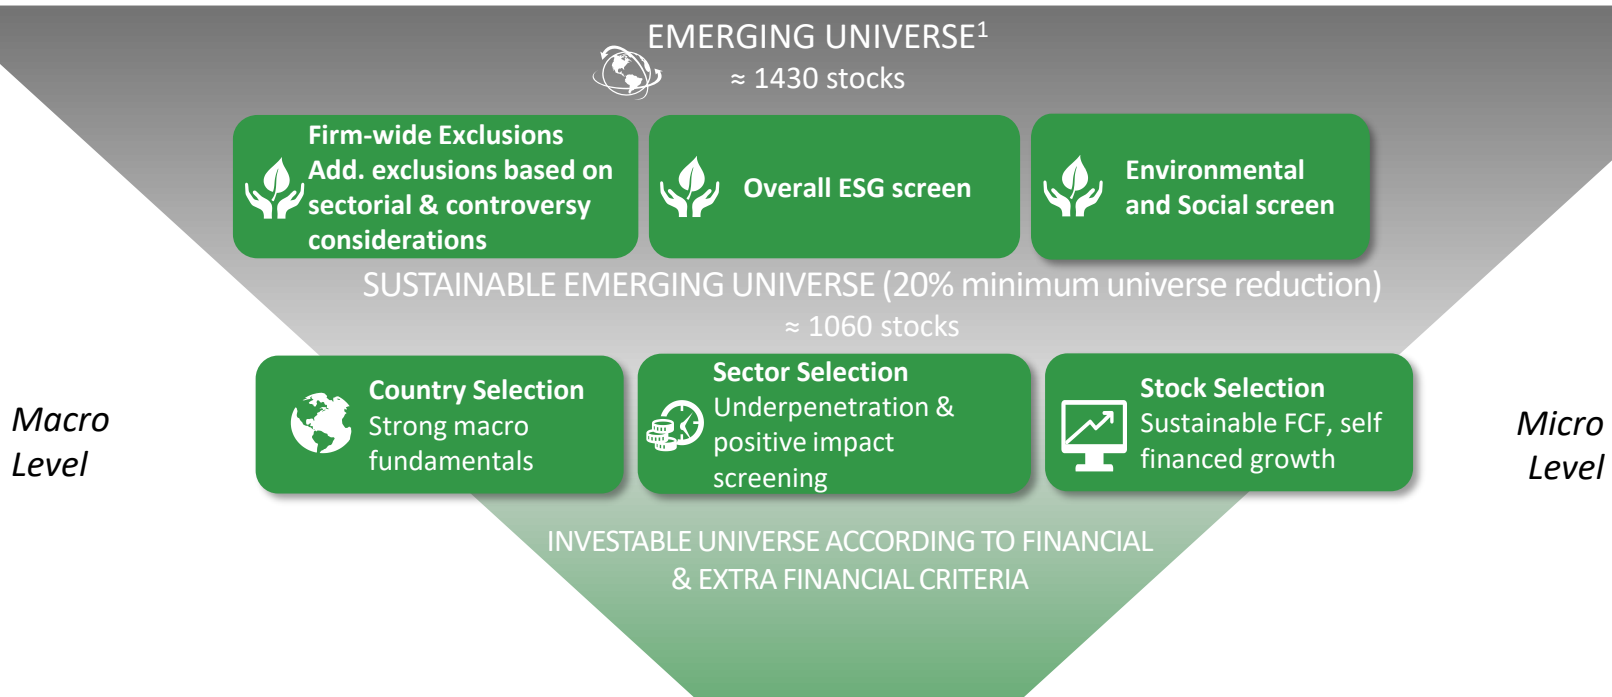 EMERGING UNIVERSE¹
≈ 1430 stocks
Firm-wide Exclusions
Add. exclusions based on
sectorial & controversy
considerations
Overall ESG screen
Environmental
and Social screen
SUSTAINABLE EMERGING UNIVERSE (20% minimum universe reduction)
≈ 1060 stocks
Macro
Level
Country Selection
Strong macro
fundamentals
Sector Selection
Underpenetration &
positive impact
screening
Stock Selection
Sustainable FCF, self
financed growth
Micro
Level
INVESTABLE UNIVERSE ACCORDING TO FINANCIAL
& EXTRA FINANCIAL CRITERIA